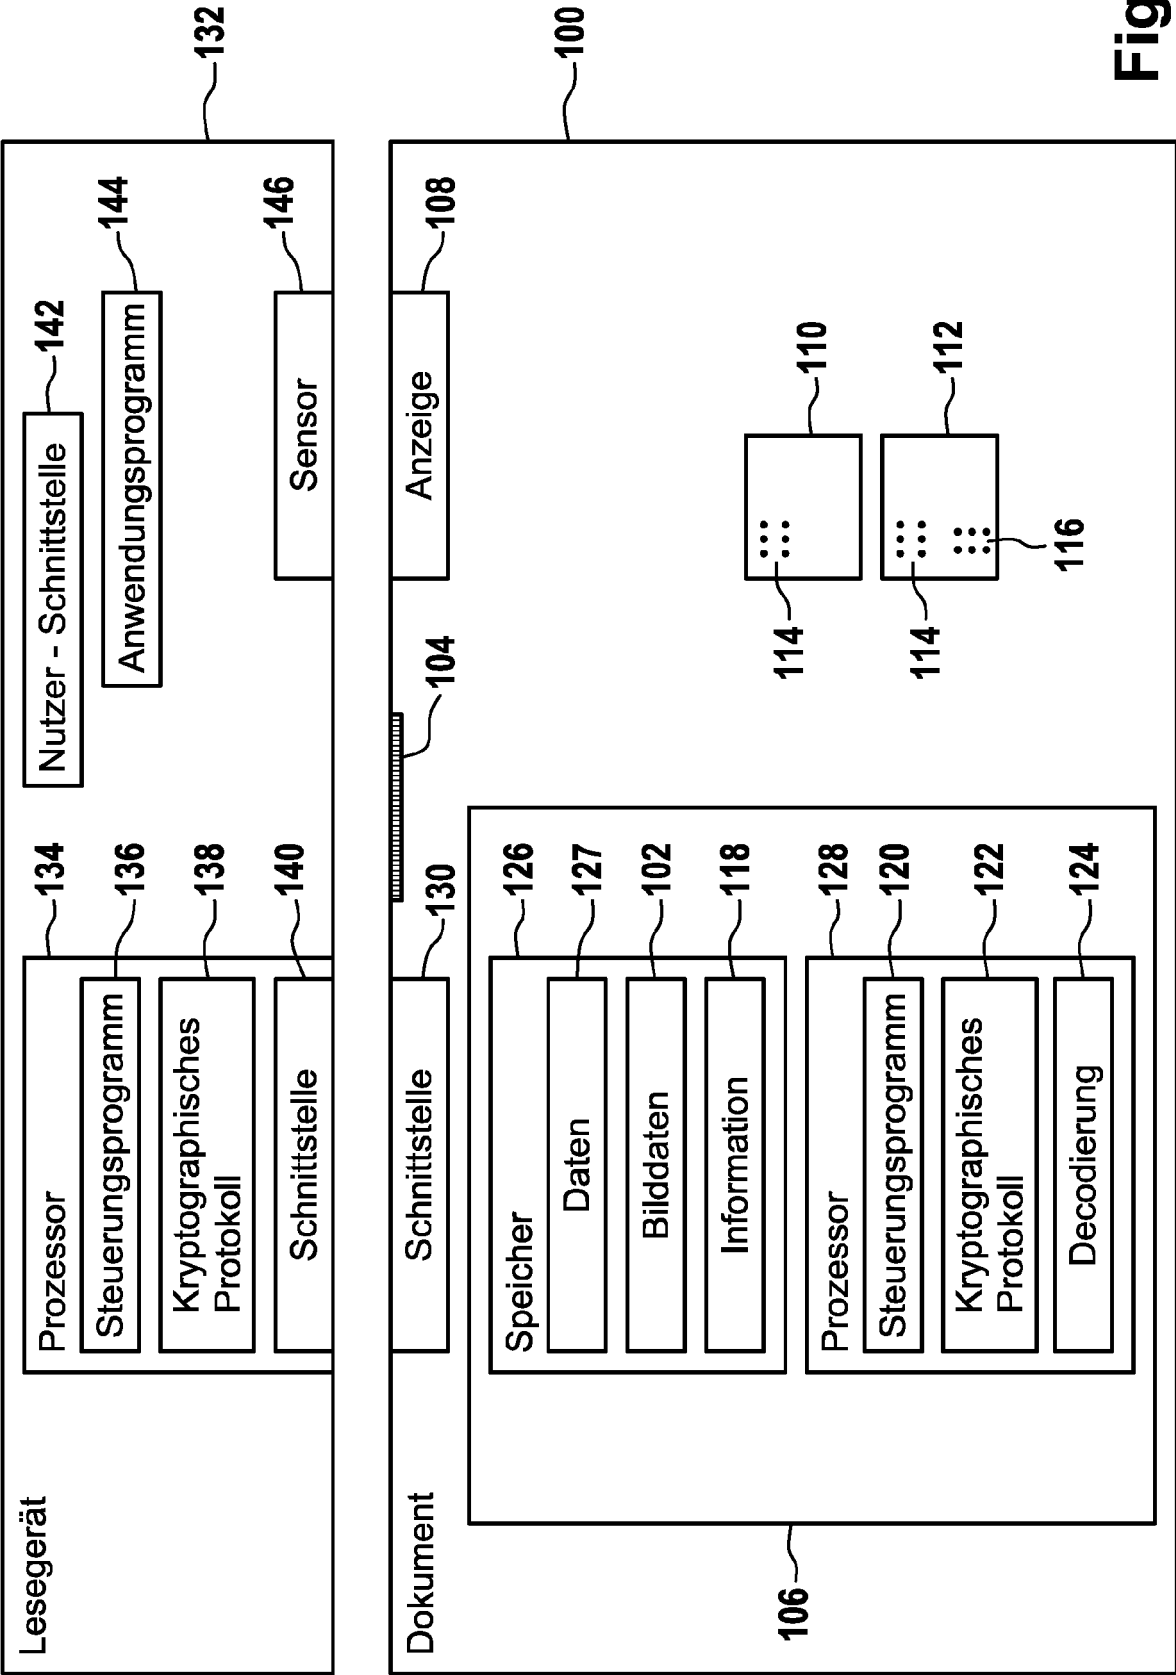 Lesegerät
132
Prozessor
134
Steuerungsprogramm
136
Kryptographisches
Protokoll
138
Schnittstelle
140
Nutzer - Schnittstelle
142
Anwendungsprogramm
144
Sensor
146
Dokument
100
Schnittstelle
130
104
Anzeige
108
106
Speicher
126
Daten
127
Bilddaten
102
Information
118
Prozessor
128
Steuerungsprogramm
120
Kryptographisches
Protokoll
122
Decodierung
124
114
110
114
112
116
Fig